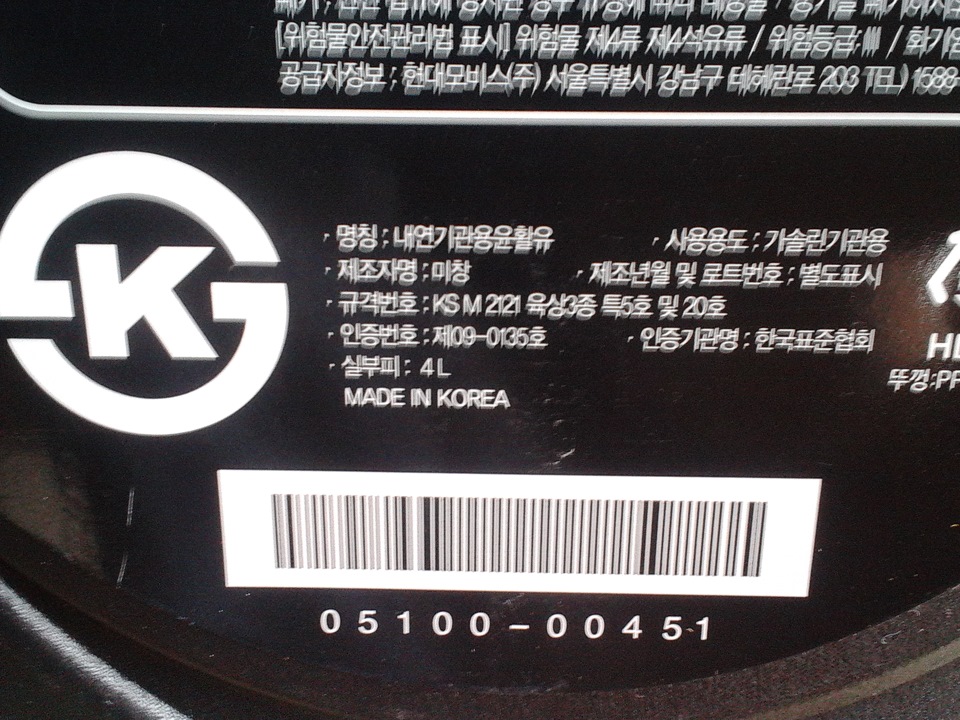 [위험물안전관리법 표시] 위험물 제4류 제4석유류 / 위험등급:Ⅲ / 화기엄
공급자정보 : 현대모비스(주) 서울특별시 강남구 테헤란로 203 TEL) 1588-
K
· 명칭 : 내연기관용윤활유 · 사용용도 : 가솔린기관용
· 제조자명 : 미창 · 제조년월 및 로트번호 : 별도표시
· 규격번호 : KS M 2121 육상3종 특5호 및 20호
· 인증번호 : 제09-0135호 · 인증기관명 : 한국표준협회
· 실부피 : 4 L
MADE IN KOREA
뚜껑:PP
05100-00451